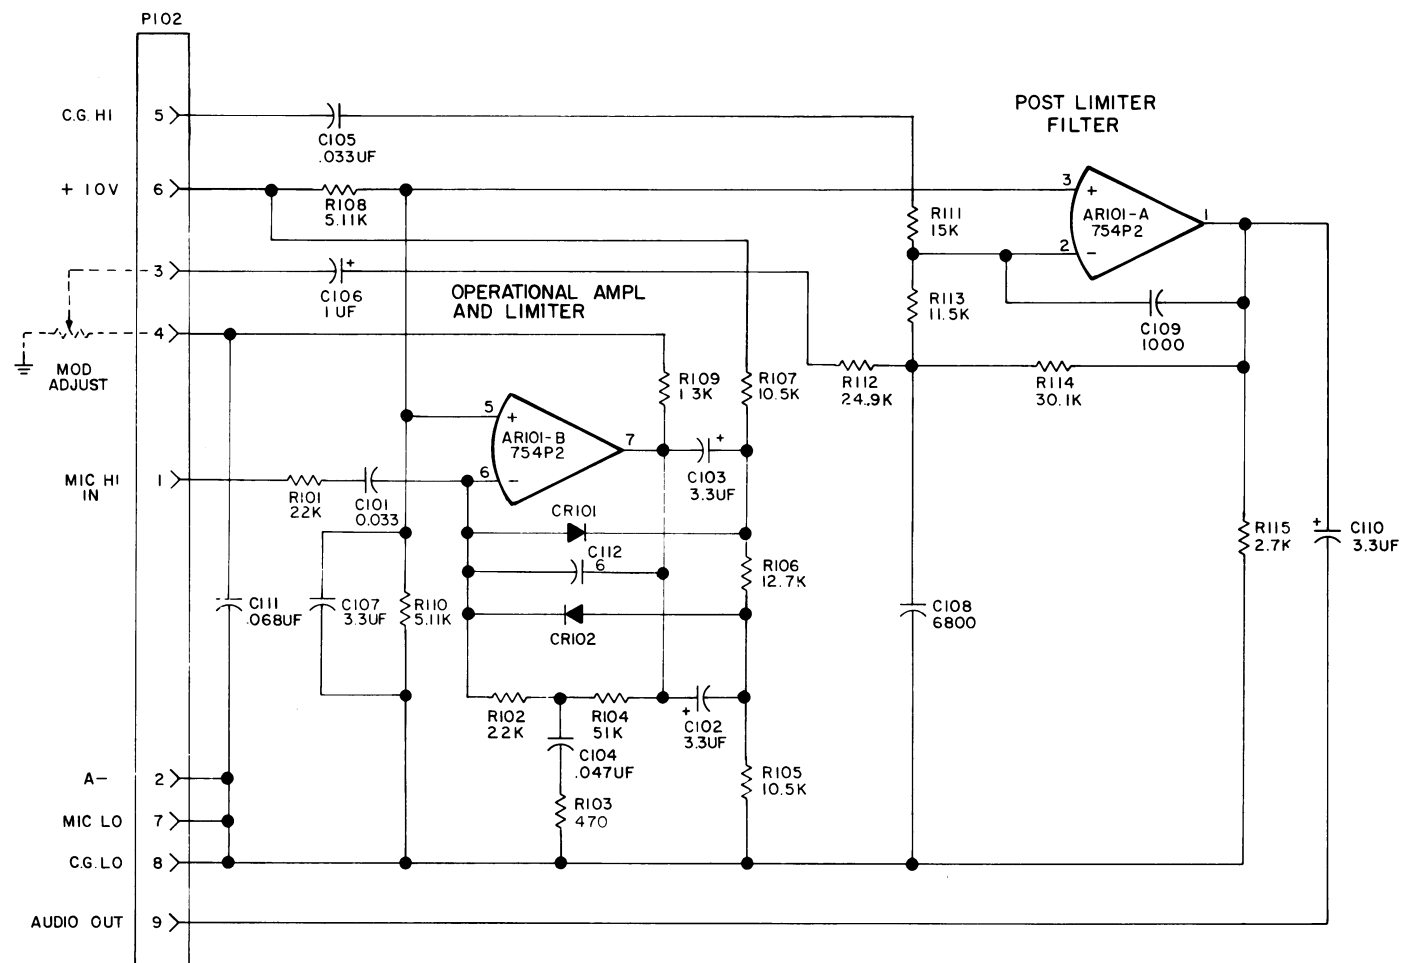 P102
C.G. HI 5
C105
.033UF
POST LIMITER
FILTER
+ 10V 6
R108
5.11K
3
+
AR101-A
754P2
1
2
−
R111
15K
3
C106
1 UF
+
OPERATIONAL AMPL
AND LIMITER
R113
11.5K
C109
1000
4
MOD
ADJUST
R109
1.3K
R107
10.5K
R112
24.9K
R114
30.1K
5
+
AR101-B
754P2
7
6
−
+
C103
3.3UF
MIC HI
IN
1
R101
22K
C101
0.033
CR101
C112
6
R106
12.7K
CR102
+
R115
2.7K
C110
3.3UF
C111
.068UF
C107
3.3UF
R110
5.11K
C108
6800
R102
22K
R104
51K
+
C102
3.3UF
C104
.047UF
R103
470
R105
10.5K
A− 2
MIC LO 7
C.G. LO 8
AUDIO OUT 9